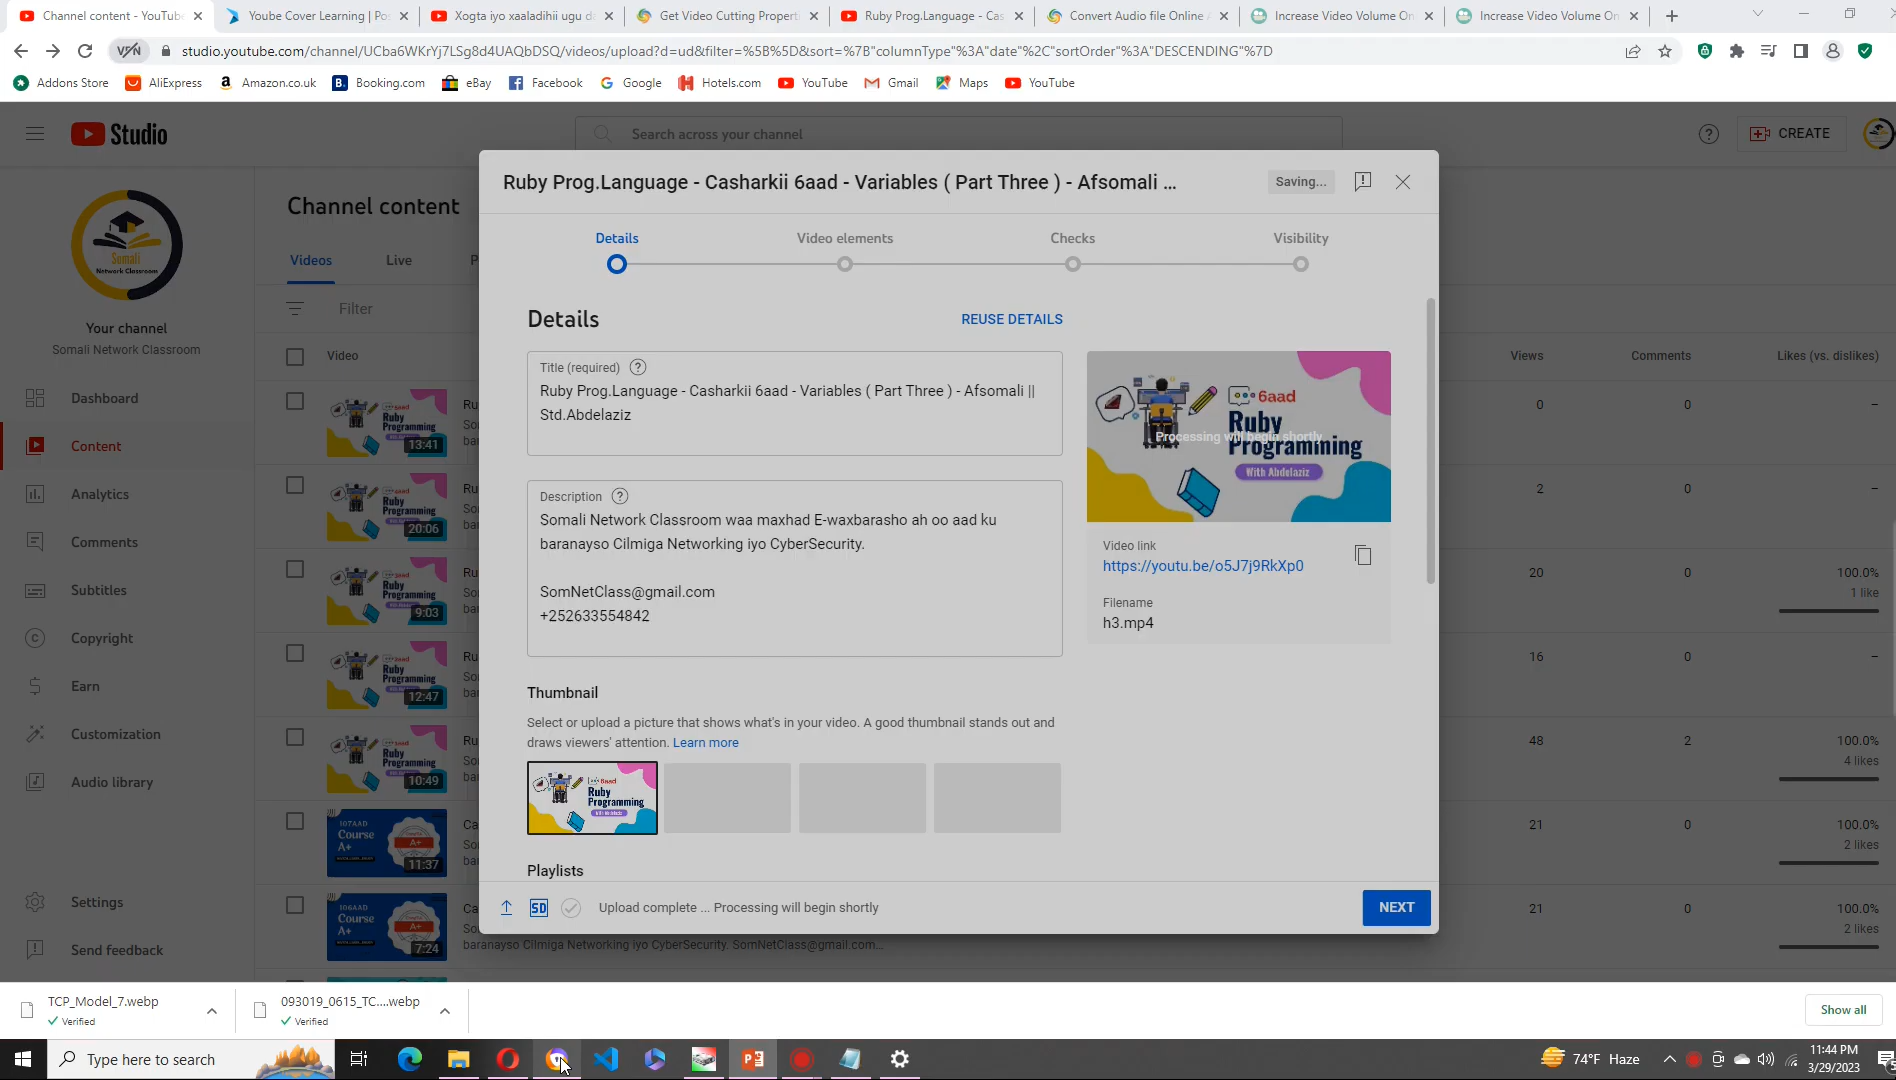 Channel content - YouTube
Yoube Cover Learning | Pos
Xogta iyo xaaladihii ugu d
Get Video Cutting Propert
Ruby Prog.Language - Cas
Convert Audio file Online
Increase Video Volume On
Increase Video Volume On
VPN
studio.youtube.com/channel/UCba6WKrYj7LSg8d4UAQbDSQ/videos/upload?d=ud&filter=%5B%5D&sort=%7B"columnType"%3A"date"%2C"sortOrder"%3A"DESCENDING"%7D
Addons Store
AliExpress
Amazon.co.uk
Booking.com
eBay
Facebook
Google
Hotels.com
YouTube
Gmail
Maps
YouTube
Studio
Search across your channel
CREATE
Somali
Network Classroom
Your channel
Somali Network Classroom
Dashboard
Content
Analytics
Comments
Subtitles
Copyright
Earn
Customization
Audio library
Settings
Send feedback
Channel content
Videos
Live
P
Filter
Video
Views
Comments
Likes (vs. dislikes)
13:41
0
0
–
20:06
2
0
–
9:03
20
0
100.0%
1 like
12:47
16
0
–
10:49
48
2
100.0%
4 likes
107AAD
Course
A+
11:37
21
0
100.0%
2 likes
106AAD
Course
A+
7:24
21
0
100.0%
2 likes
baranayso Cilmiga Networking iyo CyberSecurity. SomNetClass@gmail.com...
Ruby Prog.Language - Casharkii 6aad - Variables ( Part Three ) - Afsomali ...
Saving...
Details
Video elements
Checks
Visibility
Details
REUSE DETAILS
Title (required)
Ruby Prog.Language - Casharkii 6aad - Variables ( Part Three ) - Afsomali ||
Std.Abdelaziz
Description
Somali Network Classroom waa maxhad E-waxbarasho ah oo aad ku
baranayso Cilmiga Networking iyo CyberSecurity.
SomNetClass@gmail.com
+252633554842
6aad
Ruby
Programming
With Abdelaziz
Processing will begin shortly
Video link
https://youtu.be/o5J7j9RkXp0
Filename
h3.mp4
Thumbnail
Select or upload a picture that shows what's in your video. A good thumbnail stands out and
draws viewers' attention. Learn more
6aad
Ruby
Programming
Playlists
SD
Upload complete ... Processing will begin shortly
NEXT
TCP_Model_7.webp
Verified
093019_0615_TC....webp
Verified
Show all
Type here to search
74°F Haze
11:44 PM
3/29/2023